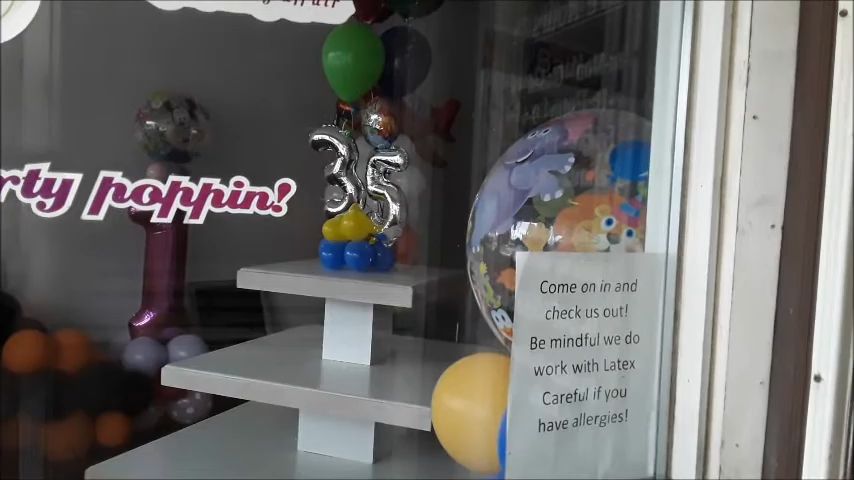 rty poppin!
35
Come on in and
check us out!
Be mindful we do
work with Latex
Careful if you
have allergies!